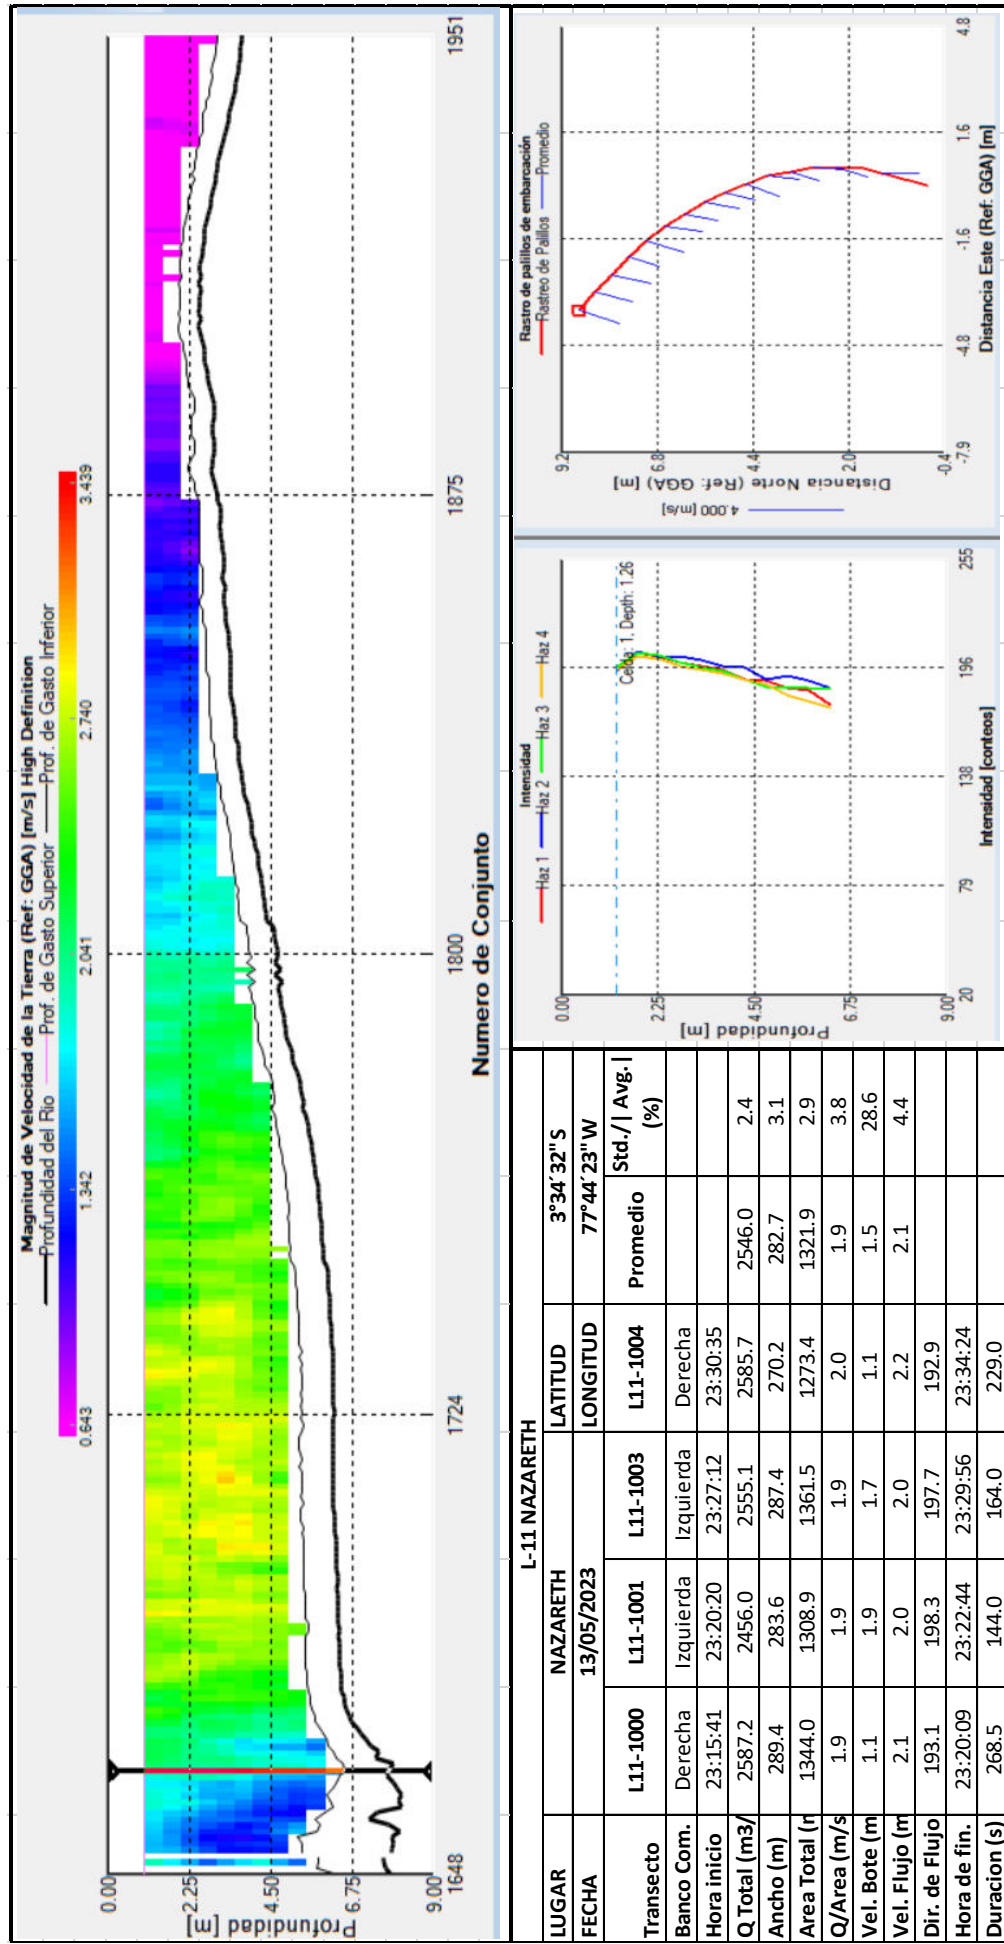 Magnitud de Velocidad de la Tierra (Ref: GGA) [m/s] High Definition
Profundidad del Rio Prof. de Gasto Superior Prof. de Gasto Inferior
0.643 1.342 2.041 2.740 3.439
Profundidad [m]
0.00
2.25
4.50
6.75
9.00
1648 1724 1800 1875 1951
Numero de Conjunto
L-11 NAZARETH
LUGAR NAZARETH LATITUD 3°34´32" S
FECHA 13/05/2023 LONGITUD 77°44´23" W
Transecto L11-1000 L11-1001 L11-1003 L11-1004 Promedio Std./| Avg. | (%)
Banco Com. Derecha Izquierda Izquierda Derecha
Hora inicio 23:15:41 23:20:20 23:27:12 23:30:35
Q Total (m3/ 2587.2 2456.0 2555.1 2585.7 2546.0 2.4
Ancho (m) 289.4 283.6 287.4 270.2 282.7 3.1
Area Total (m 1344.0 1308.9 1361.5 1273.4 1321.9 2.9
Q/Area (m/s 1.9 1.9 1.9 2.0 1.9 3.8
Vel. Bote (m 1.1 1.9 1.7 1.1 1.5 28.6
Vel. Flujo (m 2.1 2.0 2.0 2.2 2.1 4.4
Dir. de Flujo 193.1 198.3 197.7 192.9
Hora de fin. 23:20:09 23:22:44 23:29:56 23:34:24
Duracion (s) 268.5 144.0 164.0 229.0
Intensidad
Haz 1 Haz 2 Haz 3 Haz 4
Celda: 1. Depth: 1.26
Profundidad [m]
0.00
2.25
4.50
6.75
9.00
20 79 138 196 255
Intensidad [conteos]
Rastro de palillos de embarcación
Rastreo de Palillos Promedio
4.000 [m/s]
Distancia Norte (Ref: GGA) [m]
9.2
6.8
4.4
2.0
-0.4
-7.9 -4.8 -1.6 1.6 4.8
Distancia Este (Ref: GGA) [m]